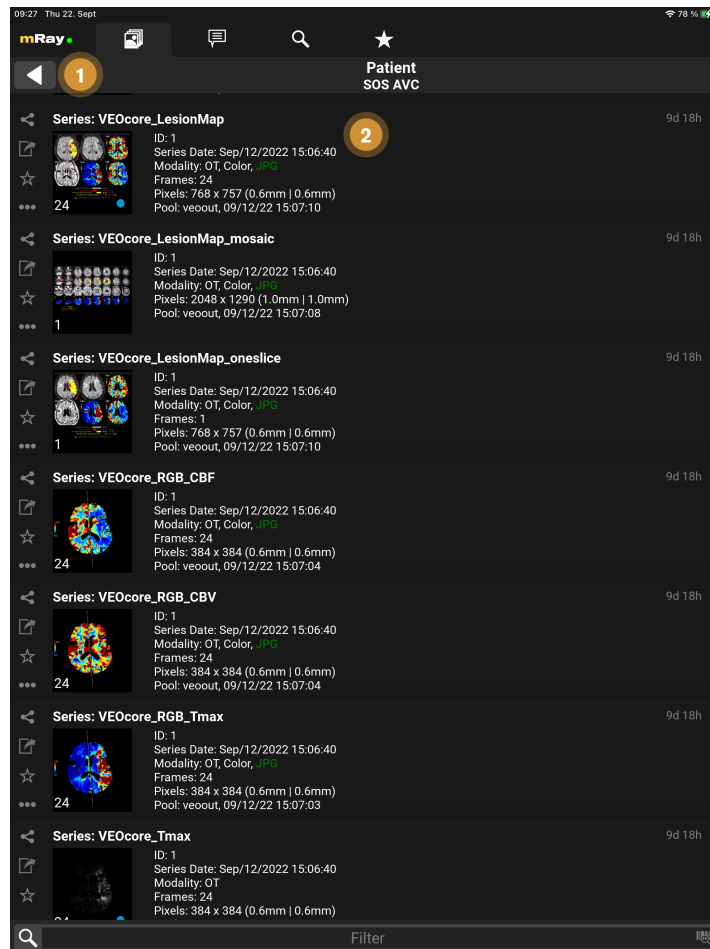 09:27 Thu 22. Sept
78 %
mRay
1
Patient
SOS AVC
Series: VEOcore_LesionMap
9d 18h
2
ID: 1
Series Date: Sep/12/2022 15:06:40
Modality: OT, Color, JPG
Frames: 24
Pixels: 768 x 757 (0.6mm | 0.6mm)
Pool: veoout, 09/12/22 15:07:10
24
Series: VEOcore_LesionMap_mosaic
9d 18h
ID: 1
Series Date: Sep/12/2022 15:06:40
Modality: OT, Color, JPG
Pixels: 2048 x 1290 (1.0mm | 1.0mm)
Pool: veoout, 09/12/22 15:07:08
1
Series: VEOcore_LesionMap_oneslice
9d 18h
ID: 1
Series Date: Sep/12/2022 15:06:40
Modality: OT, Color, JPG
Frames: 1
Pixels: 768 x 757 (0.6mm | 0.6mm)
Pool: veoout, 09/12/22 15:07:10
1
Series: VEOcore_RGB_CBF
9d 18h
ID: 1
Series Date: Sep/12/2022 15:06:40
Modality: OT, Color, JPG
Frames: 24
Pixels: 384 x 384 (0.6mm | 0.6mm)
Pool: veoout, 09/12/22 15:07:04
24
Series: VEOcore_RGB_CBV
9d 18h
ID: 1
Series Date: Sep/12/2022 15:06:40
Modality: OT, Color, JPG
Frames: 24
Pixels: 384 x 384 (0.6mm | 0.6mm)
Pool: veoout, 09/12/22 15:07:04
24
Series: VEOcore_RGB_Tmax
9d 18h
ID: 1
Series Date: Sep/12/2022 15:06:40
Modality: OT, Color, JPG
Frames: 24
Pixels: 384 x 384 (0.6mm | 0.6mm)
Pool: veoout, 09/12/22 15:07:03
24
Series: VEOcore_Tmax
9d 18h
ID: 1
Series Date: Sep/12/2022 15:06:40
Modality: OT
Frames: 24
Pixels: 384 x 384 (0.6mm | 0.6mm)
Filter